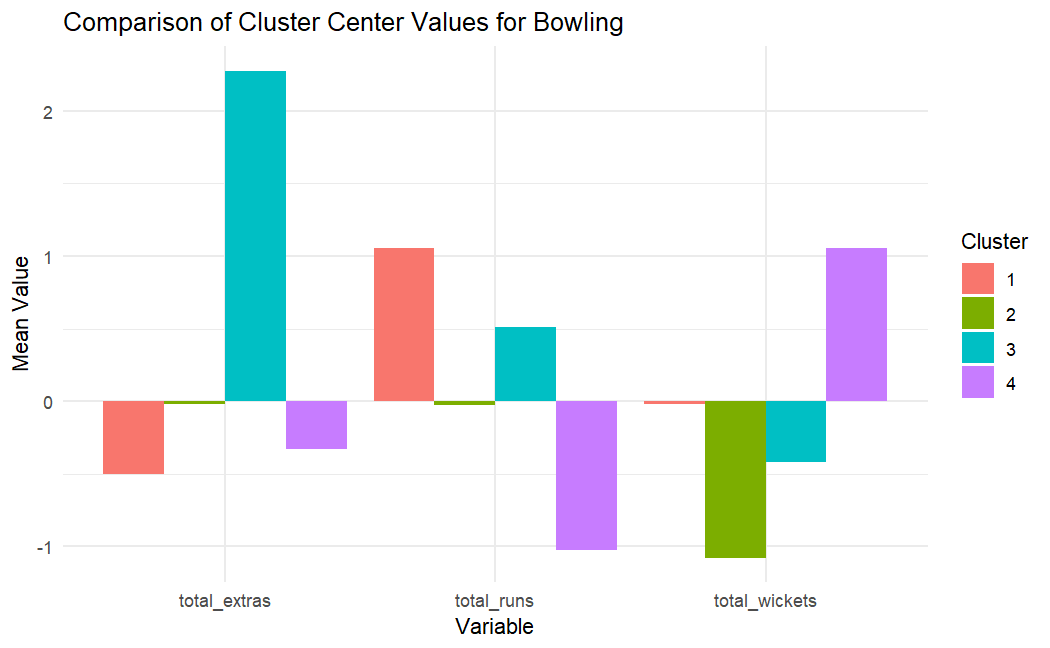 Comparison of Cluster Center Values for Bowling
2
1
0
-1
Mean Value
total_extras
total_runs
total_wickets
Variable
Cluster
1
2
3
4